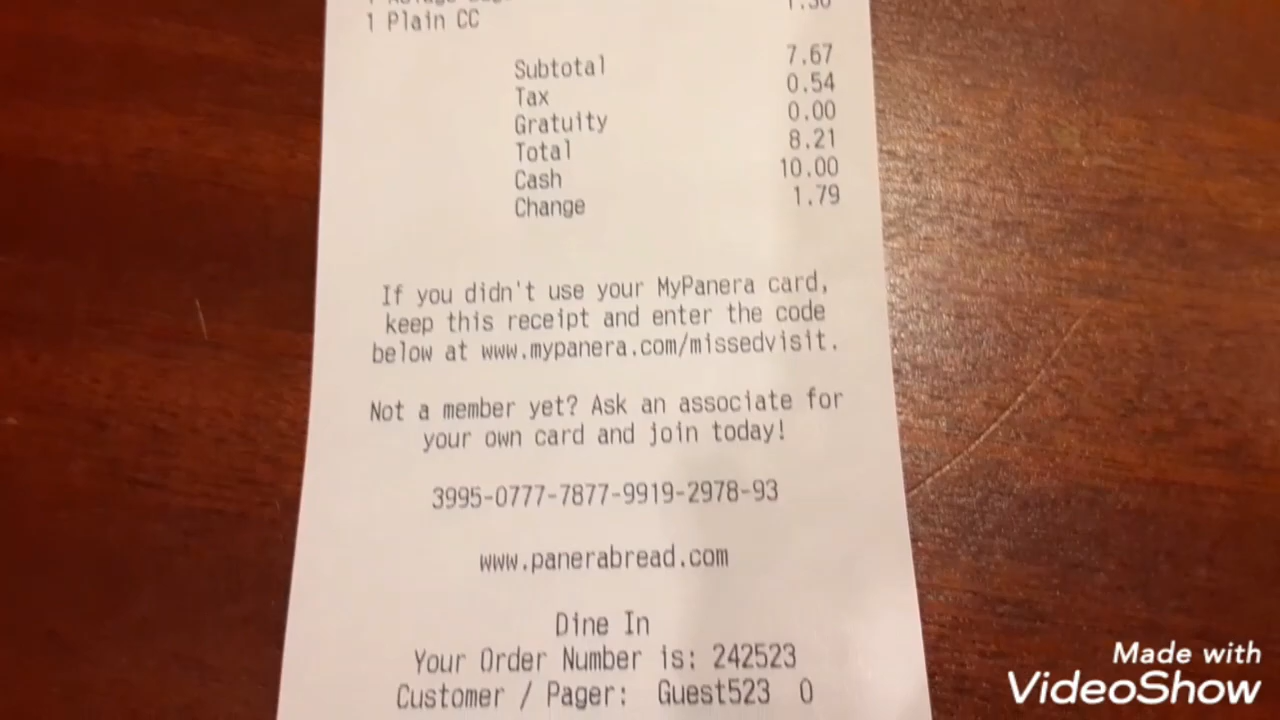 1 Plain CC
Subtotal 7.67
Tax 0.54
Gratuity 0.00
Total 8.21
Cash 10.00
Change 1.79
If you didn't use your MyPanera card,
keep this receipt and enter the code
below at www.mypanera.com/missedvisit.
Not a member yet? Ask an associate for
your own card and join today!
3995-0777-7877-9919-2978-93
www.panerabread.com
Dine In
Your Order Number is: 242523
Customer / Pager: Guest523 0
Made with
VideoShow